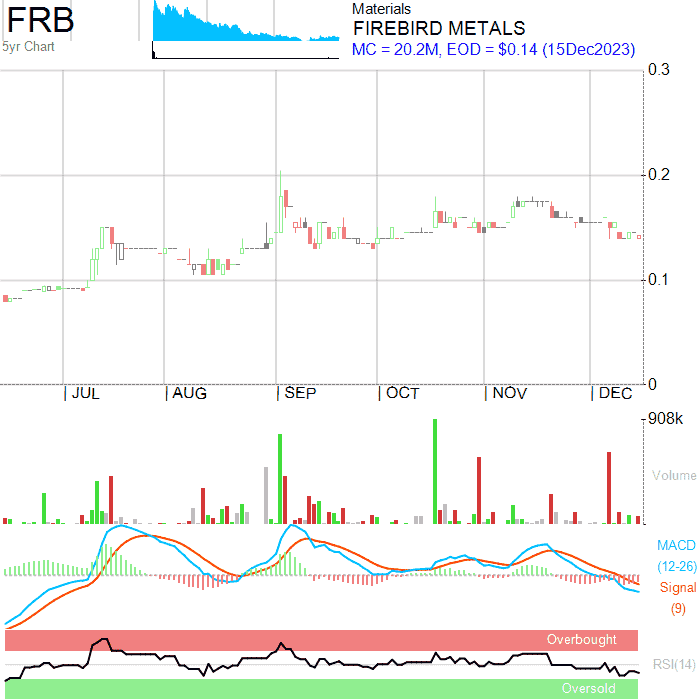 FRB
5yr Chart
Materials
FIREBIRD METALS
MC = 20.2M, EOD = $0.14 (15Dec2023)
0.3
0.2
0.1
0
JUL
AUG
SEP
OCT
NOV
DEC
908k
Volume
MACD
(12-26)
Signal
(9)
Overbought
RSI(14)
Oversold